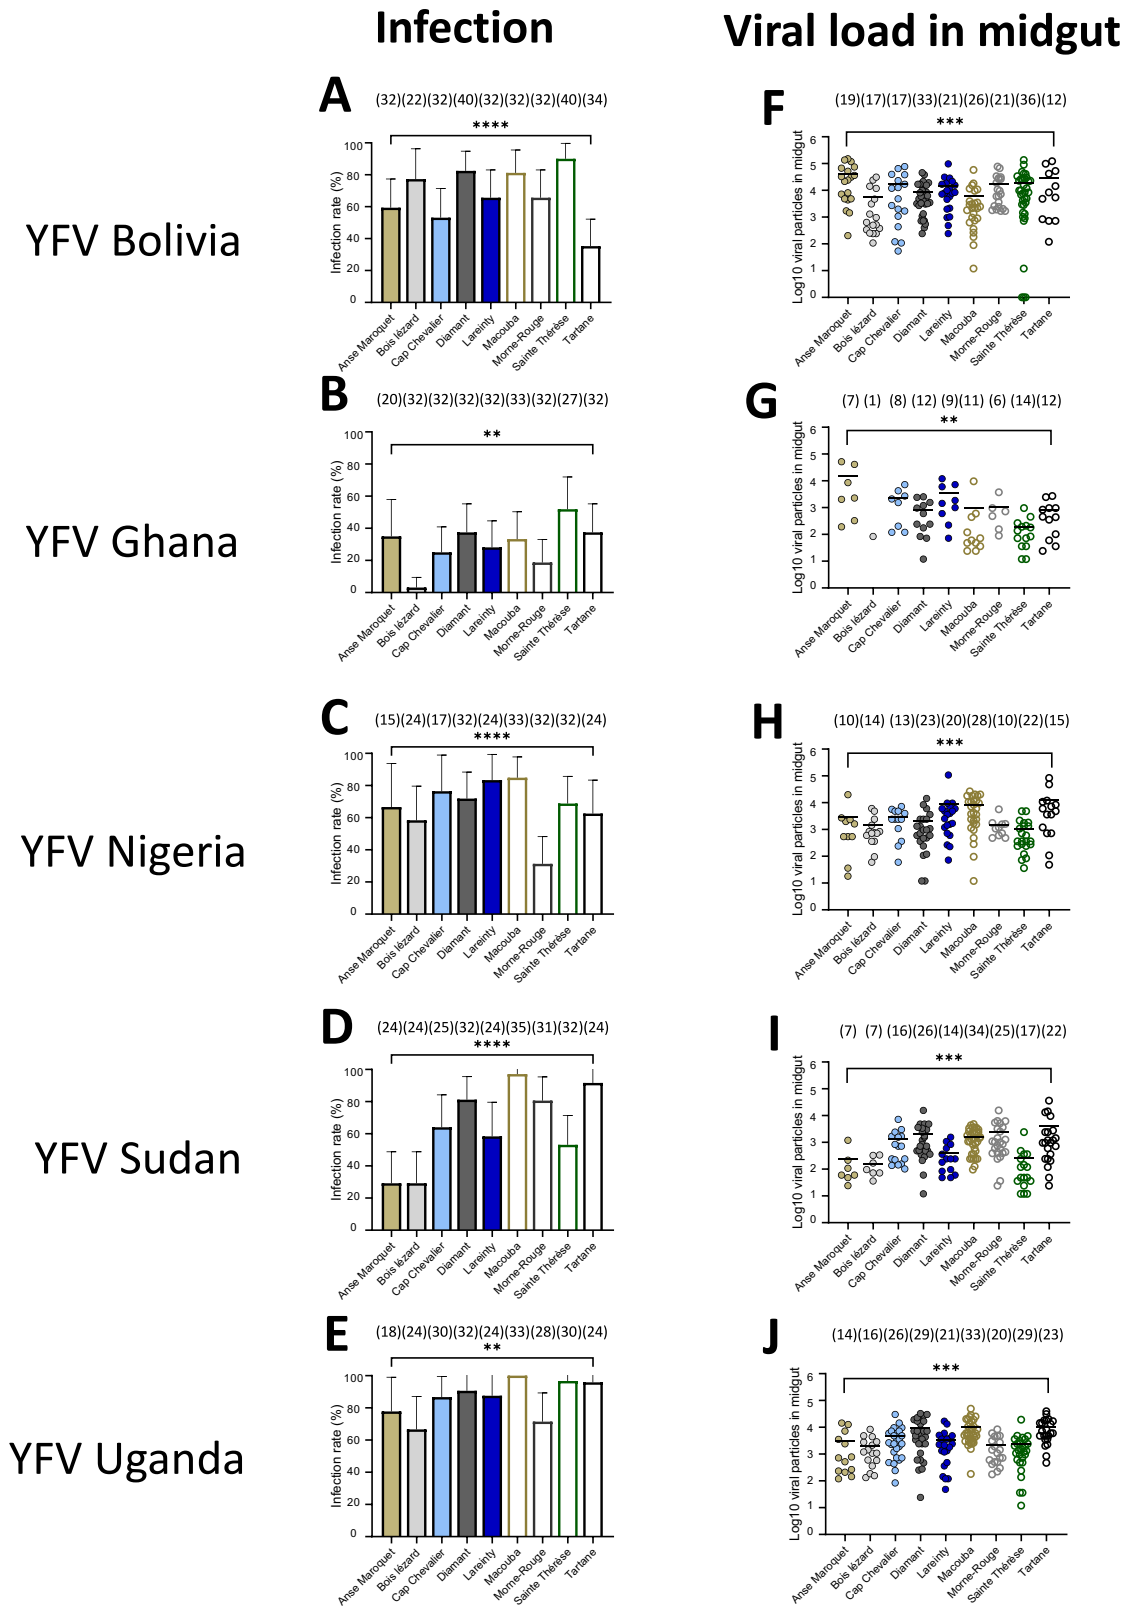 Infection
Viral load in midgut
YFV Bolivia
A
(32)(22)(32)(40)(32)(32)(32)(40)(34)
****
Infection rate (%)
100
80
60
40
20
0
Anse Maroquet
Bois lézard
Cap Chevalier
Diamant
Lareinty
Macouba
Morne-Rouge
Sainte Thérèse
Tartane
F
(19)(17)(17)(33)(21)(26)(21)(36)(12)
***
Log10 viral particles in midgut
6
5
4
3
2
1
0
Anse Maroquet
Bois lézard
Cap Chevalier
Diamant
Lareinty
Macouba
Morne-Rouge
Sainte Thérèse
Tartane
YFV Ghana
B
(20)(32)(32)(32)(32)(33)(32)(27)(32)
**
Infection rate (%)
100
80
60
40
20
0
Anse Maroquet
Bois lézard
Cap Chevalier
Diamant
Lareinty
Macouba
Morne-Rouge
Sainte Thérèse
Tartane
G
(7) (1) (8) (12) (9) (11) (6) (14)(12)
**
Log10 viral particles in midgut
6
5
4
3
2
1
0
Anse Maroquet
Bois lézard
Cap Chevalier
Diamant
Lareinty
Macouba
Morne-Rouge
Sainte Thérèse
Tartane
YFV Nigeria
C
(15)(24)(17)(32)(24)(33)(32)(32)(24)
****
Infection rate (%)
100
80
60
40
20
0
Anse Maroquet
Bois lézard
Cap Chevalier
Diamant
Lareinty
Macouba
Morne-Rouge
Sainte Thérèse
Tartane
H
(10)(14) (13)(23)(20)(28)(10)(22)(15)
***
Log10 viral particles in midgut
6
5
4
3
2
1
0
Anse Maroquet
Bois lézard
Cap Chevalier
Diamant
Lareinty
Macouba
Morne-Rouge
Sainte Thérèse
Tartane
YFV Sudan
D
(24)(24)(25)(32)(24)(35)(31)(32)(24)
****
Infection rate (%)
100
80
60
40
20
0
Anse Maroquet
Bois lézard
Cap Chevalier
Diamant
Lareinty
Macouba
Morne-Rouge
Sainte Thérèse
Tartane
I
(7) (7) (16)(26)(14)(34)(25)(17)(22)
***
Log10 viral particles in midgut
6
5
4
3
2
1
0
Anse Maroquet
Bois lézard
Cap Chevalier
Diamant
Lareinty
Macouba
Morne-Rouge
Sainte Thérèse
Tartane
YFV Uganda
E
(18)(24)(30)(32)(24)(33)(28)(30)(24)
**
Infection rate (%)
100
80
60
40
20
0
Anse Maroquet
Bois lézard
Cap Chevalier
Diamant
Lareinty
Macouba
Morne-Rouge
Sainte Thérèse
Tartane
J
(14)(16)(26)(29)(21)(33)(20)(29)(23)
***
Log10 viral particles in midgut
6
5
4
3
2
1
0
Anse Maroquet
Bois lézard
Cap Chevalier
Diamant
Lareinty
Macouba
Morne-Rouge
Sainte Thérèse
Tartane